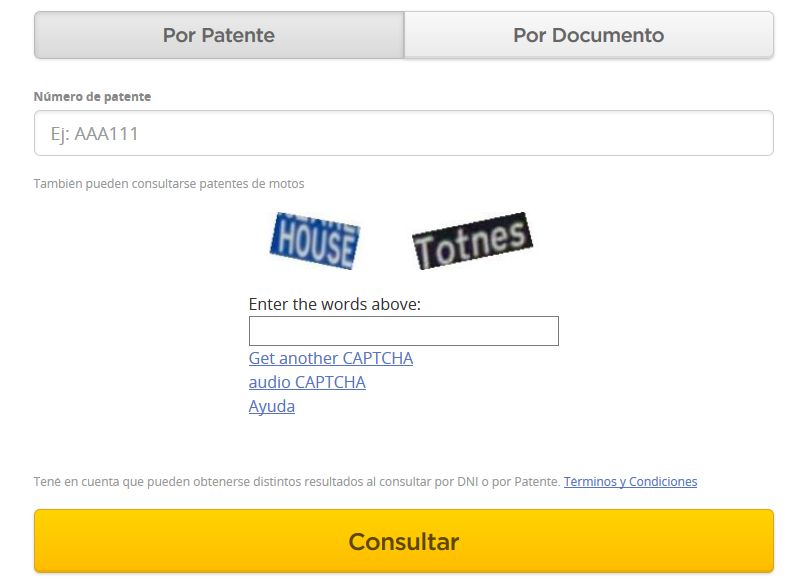 Por Patente Por Documento
Número de patente
Ej: AAA111
También pueden consultarse patentes de motos
HOUSE Totnes
Enter the words above:
Get another CAPTCHA
audio CAPTCHA
Ayuda
Tené en cuenta que pueden obtenerse distintos resultados al consultar por DNI o por Patente. Términos y Condiciones
Consultar